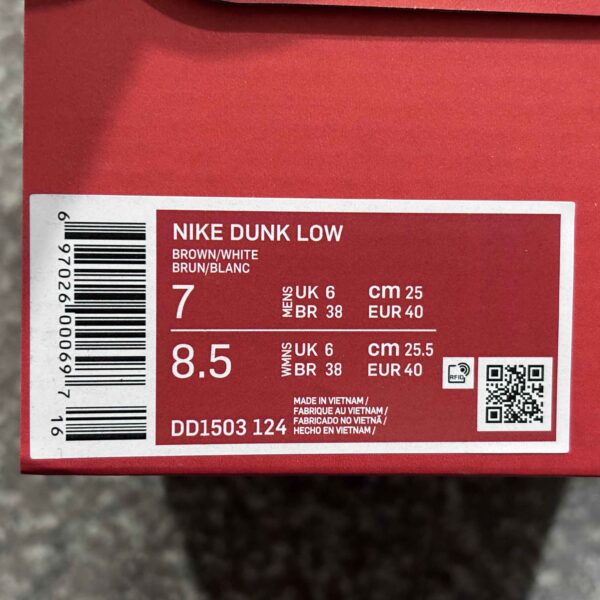 NIKE DUNK LOW
BROWN/WHITE
BRUN/BLANC
7 MENS UK 6 cm 25
BR 38 EUR 40
8.5 WMNS UK 6 cm 25.5
BR 38 EUR 40
DD1503 124
MADE IN VIETNAM /
FABRIQUE AU VIETNAM /
FABRICADO NO VIETNÃ /
HECHO EN VIETNAM /
RFID
6 97026 00069 7
16